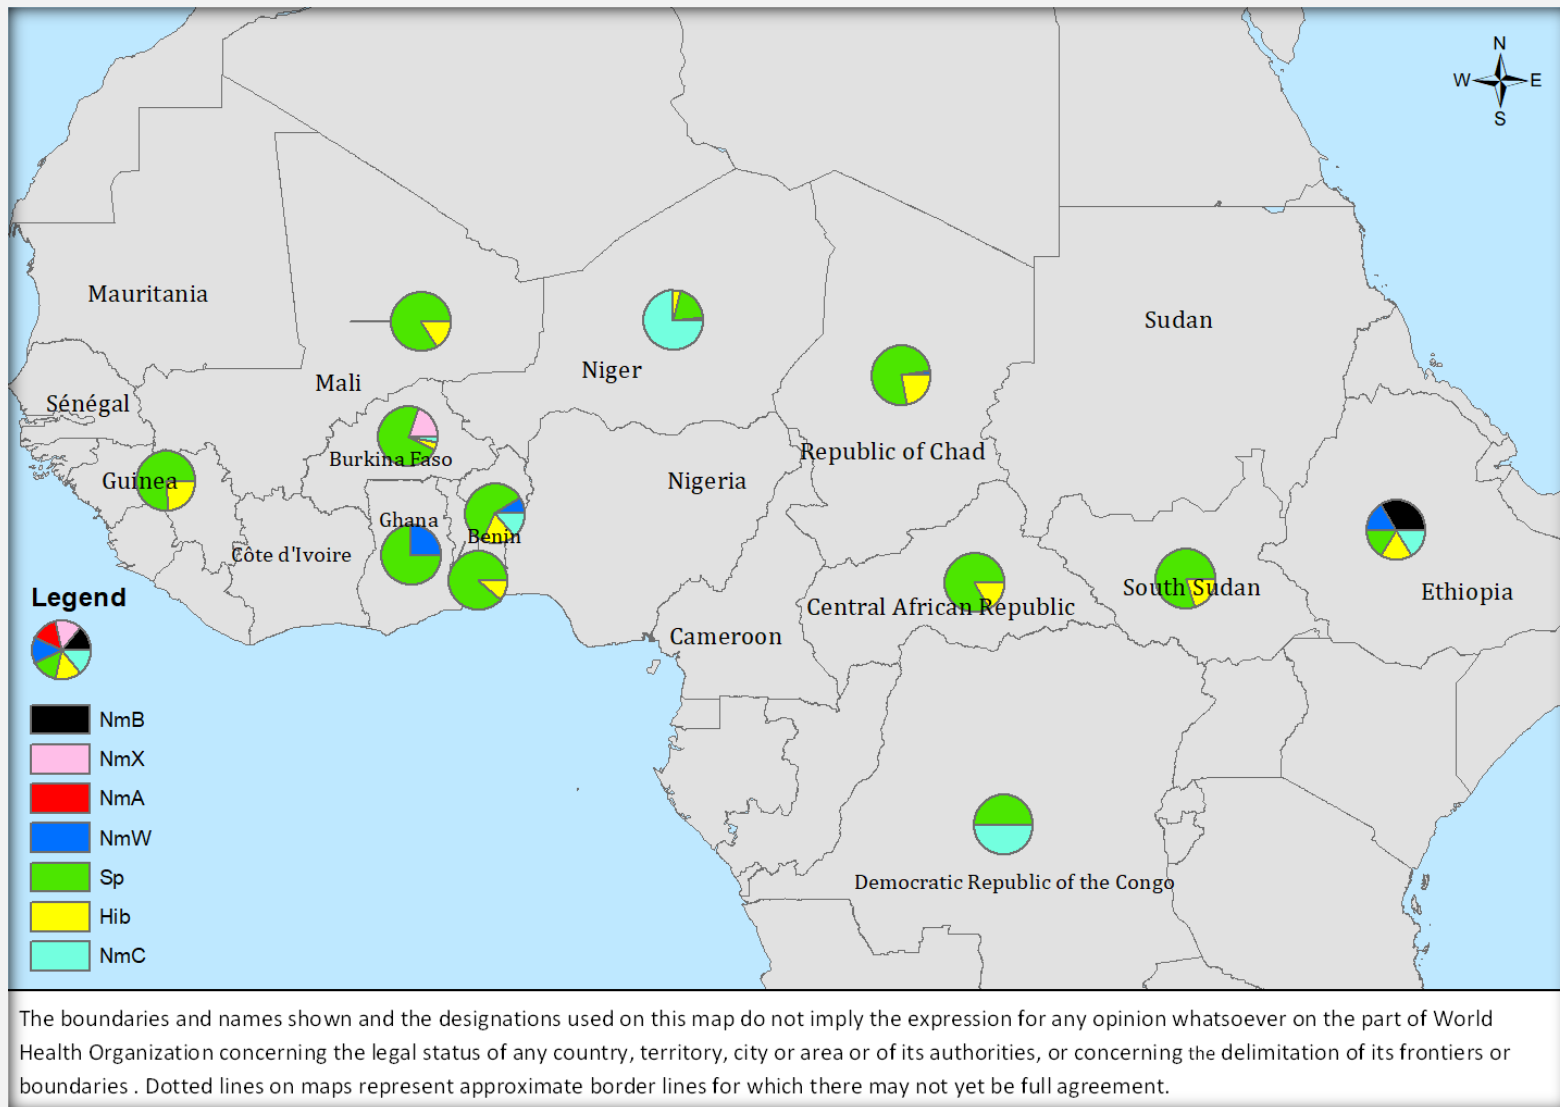 N
W E
S
Mauritania
Sudan
Niger
Mali
Sénégal
Republic of Chad
Burkina Faso
Guinea
Nigeria
Ghana
Benin
Côte d'Ivoire
South Sudan
Ethiopia
Central African Republic
Cameroon
Democratic Republic of the Congo
Legend
NmB
NmX
NmA
NmW
Sp
Hib
NmC
The boundaries and names shown and the designations used on this map do not imply the expression for any opinion whatsoever on the part of World
Health Organization concerning the legal status of any country, territory, city or area or of its authorities, or concerning the delimitation of its frontiers or
boundaries . Dotted lines on maps represent approximate border lines for which there may not yet be full agreement.